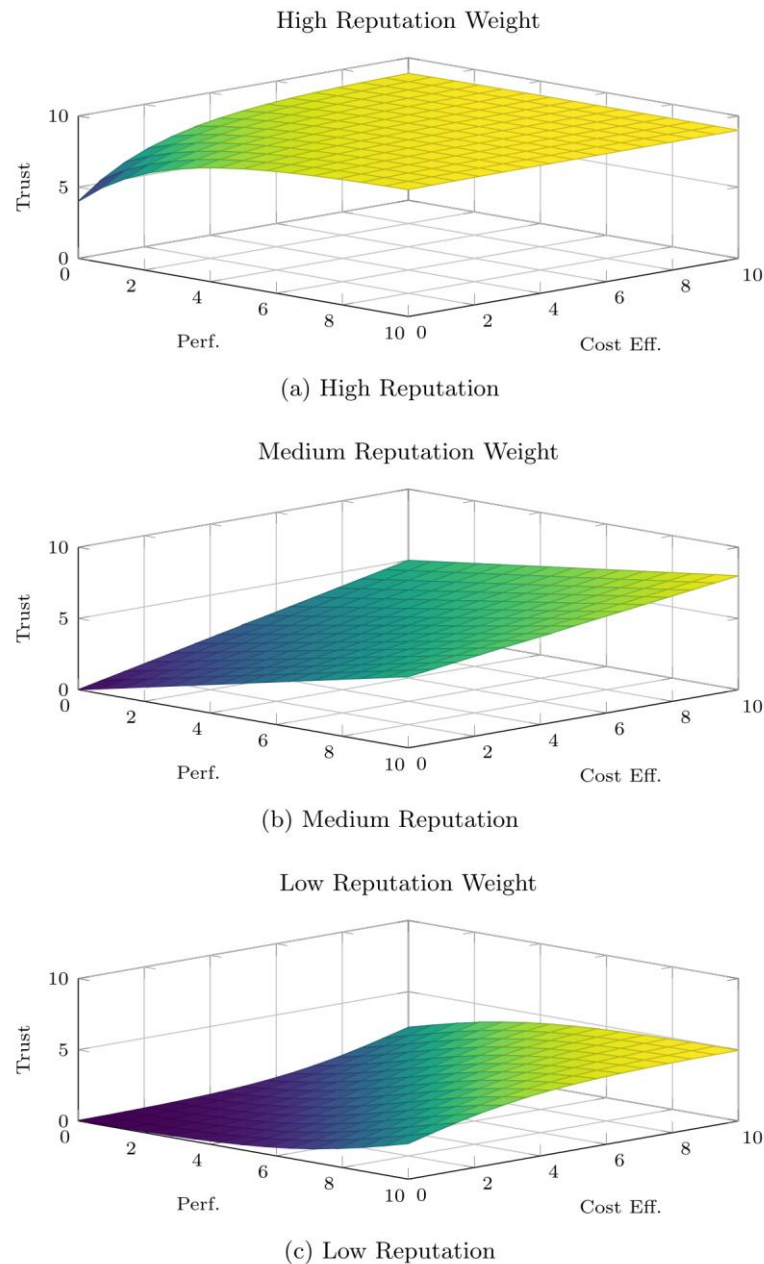 High Reputation Weight
10
5
0
Trust
0 2 4 6 8 10
Perf.
0 2 4 6 8 10
Cost Eff.
(a) High Reputation
Medium Reputation Weight
10
5
0
Trust
0 2 4 6 8 10
Perf.
0 2 4 6 8 10
Cost Eff.
(b) Medium Reputation
Low Reputation Weight
10
5
0
Trust
0 2 4 6 8 10
Perf.
0 2 4 6 8 10
Cost Eff.
(c) Low Reputation